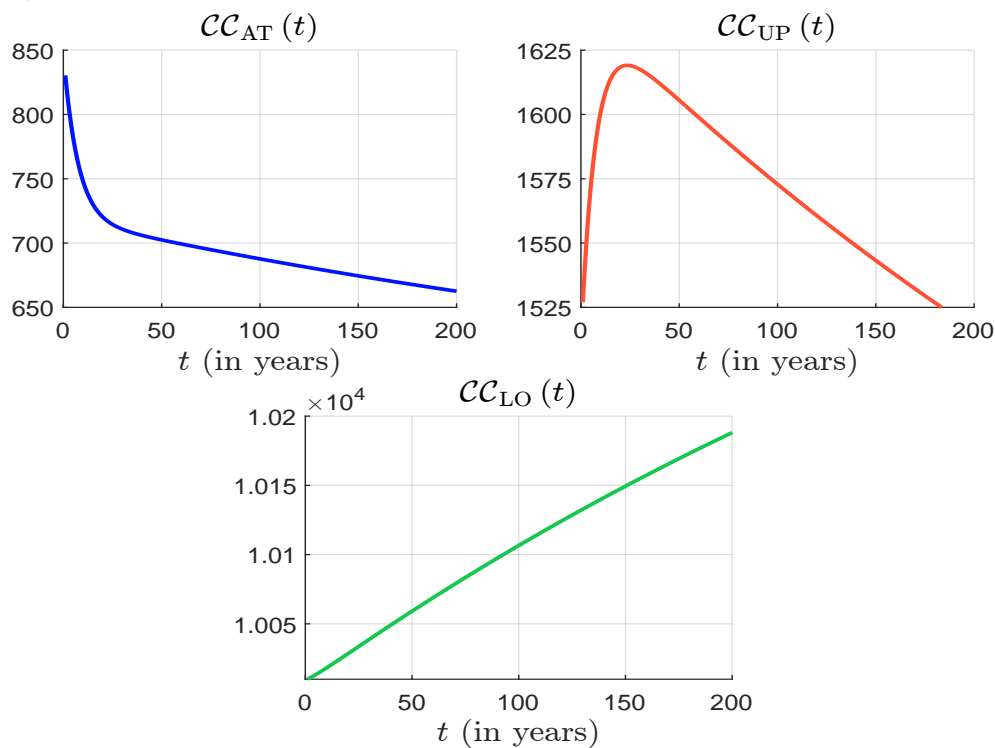 𝒞𝒞_AT (t)
850
800
750
700
650
0 50 100 150 200
t (in years)
𝒞𝒞_UP (t)
1625
1600
1575
1550
1525
0 50 100 150 200
t (in years)
𝒞𝒞_LO (t)
×10⁴
1.02
1.015
1.01
1.005
0 50 100 150 200
t (in years)